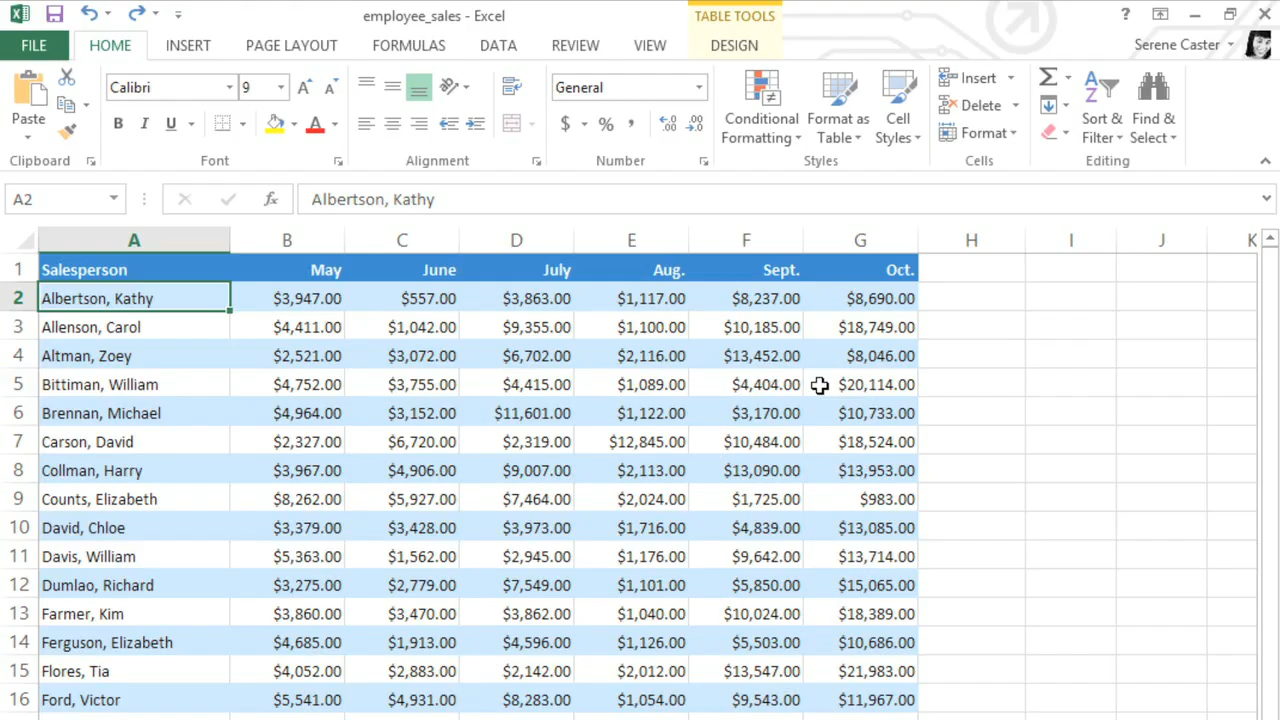 employee_sales - Excel
TABLE TOOLS
?
FILE HOME INSERT PAGE LAYOUT FORMULAS DATA REVIEW VIEW DESIGN Serene Caster
Paste
Clipboard
Calibri 9
B I U
Font
Alignment
General
$ % ,
Number
Conditional Formatting
Format as Table
Cell Styles
Styles
Insert
Delete
Format
Cells
Sort & Filter
Find & Select
Editing
A2 fx Albertson, Kathy
A B C D E F G H I J K
1 Salesperson May June July Aug. Sept. Oct.
2 Albertson, Kathy $3,947.00 $557.00 $3,863.00 $1,117.00 $8,237.00 $8,690.00
3 Allenson, Carol $4,411.00 $1,042.00 $9,355.00 $1,100.00 $10,185.00 $18,749.00
4 Altman, Zoey $2,521.00 $3,072.00 $6,702.00 $2,116.00 $13,452.00 $8,046.00
5 Bittiman, William $4,752.00 $3,755.00 $4,415.00 $1,089.00 $4,404.00 $20,114.00
6 Brennan, Michael $4,964.00 $3,152.00 $11,601.00 $1,122.00 $3,170.00 $10,733.00
7 Carson, David $2,327.00 $6,720.00 $2,319.00 $12,845.00 $10,484.00 $18,524.00
8 Collman, Harry $3,967.00 $4,906.00 $9,007.00 $2,113.00 $13,090.00 $13,953.00
9 Counts, Elizabeth $8,262.00 $5,927.00 $7,464.00 $2,024.00 $1,725.00 $983.00
10 David, Chloe $3,379.00 $3,428.00 $3,973.00 $1,716.00 $4,839.00 $13,085.00
11 Davis, William $5,363.00 $1,562.00 $2,945.00 $1,176.00 $9,642.00 $13,714.00
12 Dumlao, Richard $3,275.00 $2,779.00 $7,549.00 $1,101.00 $5,850.00 $15,065.00
13 Farmer, Kim $3,860.00 $3,470.00 $3,862.00 $1,040.00 $10,024.00 $18,389.00
14 Ferguson, Elizabeth $4,685.00 $1,913.00 $4,596.00 $1,126.00 $5,503.00 $10,686.00
15 Flores, Tia $4,052.00 $2,883.00 $2,142.00 $2,012.00 $13,547.00 $21,983.00
16 Ford, Victor $5,541.00 $4,931.00 $8,283.00 $1,054.00 $9,543.00 $11,967.00